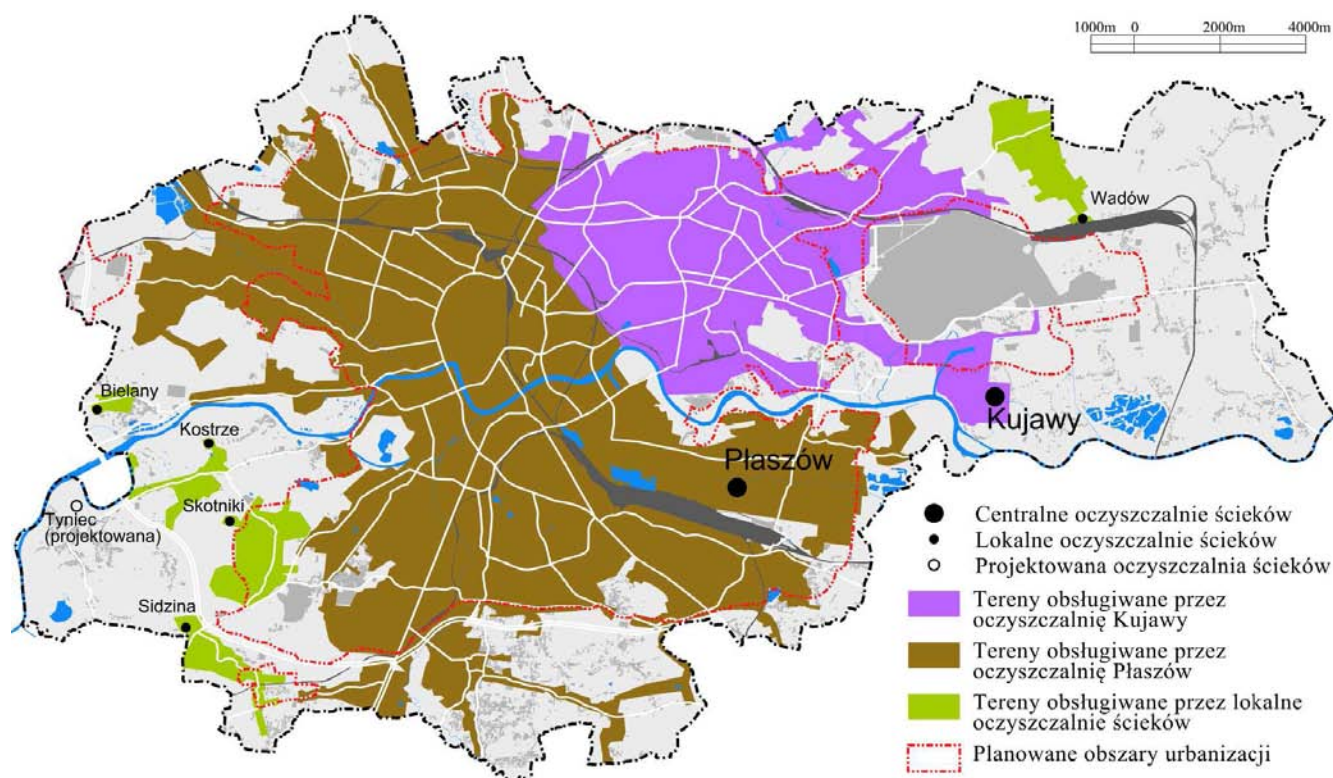 1000m 0 2000m 4000m
Wadów
Bielany
Kostrze
Kujawy
Płaszów
Skotniki
Tyniec
(projektowana)
Sidzina
Centralne oczyszczalnie ścieków
Lokalne oczyszczalnie ścieków
Projektowana oczyszczalnia ścieków
Tereny obsługiwane przez
oczyszczalnię Kujawy
Tereny obsługiwane przez
oczyszczalnię Płaszów
Tereny obsługiwane przez lokalne
oczyszczalnie ścieków
Planowane obszary urbanizacji